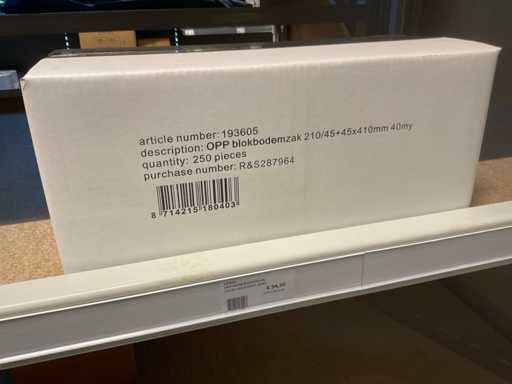 article number: 193605
description: OPP blokbodemzak 210/45+45x410mm 40my
quantity: 250 pieces
purchase number: R&S287964
8 714215 180403